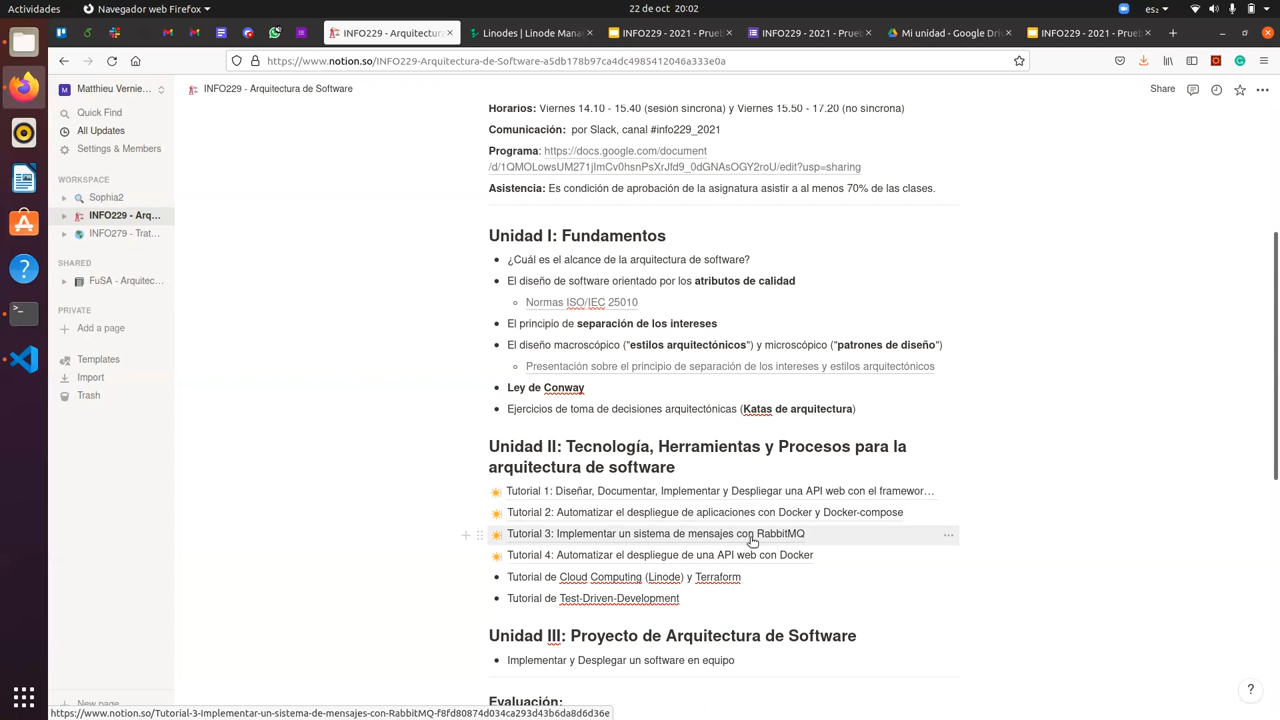 Actividades
Navegador web Firefox
22 de oct 20:02
es2
INFO229 - Arquitectura
Linodes | Linode Mana
INFO229 - 2021 - Prueb
INFO229 - 2021 - Prueb
Mi unidad - Google Driv
INFO229 - 2021 - Prueb
https://www.notion.so/INFO229-Arquitectura-de-Software-a5db178b97ca4dc4985412046a333e0a
Matthieu Vernie...
INFO229 - Arquitectura de Software
Share
Quick Find
All Updates
Settings & Members
WORKSPACE
Sophia2
INFO229 - Arq...
INFO279 - Trat...
SHARED
FuSA - Arquitec...
PRIVATE
Add a page
Templates
Import
Trash
New page
Horarios: Viernes 14.10 - 15.40 (sesión síncrona) y Viernes 15.50 - 17.20 (no síncrona)
Comunicación: por Slack, canal #info229_2021
Programa: https://docs.google.com/document
/d/1QMOLowsUM271jImCv0hsnPsXrJfd9_0dGNAsOGY2roU/edit?usp=sharing
Asistencia: Es condición de aprobación de la asignatura asistir a al menos 70% de las clases.
Unidad I: Fundamentos
• ¿Cuál es el alcance de la arquitectura de software?
• El diseño de software orientado por los atributos de calidad
◦ Normas ISO/IEC 25010
• El principio de separación de los intereses
• El diseño macroscópico ("estilos arquitectónicos") y microscópico ("patrones de diseño")
◦ Presentación sobre el principio de separación de los intereses y estilos arquitectónicos
• Ley de Conway
• Ejercicios de toma de decisiones arquitectónicas (Katas de arquitectura)
Unidad II: Tecnología, Herramientas y Procesos para la
arquitectura de software
Tutorial 1: Diseñar, Documentar, Implementar y Despliegar una API web con el framewor...
Tutorial 2: Automatizar el despliegue de aplicaciones con Docker y Docker-compose
Tutorial 3: Implementar un sistema de mensajes con RabbitMQ
Tutorial 4: Automatizar el despliegue de una API web con Docker
• Tutorial de Cloud Computing (Linode) y Terraform
• Tutorial de Test-Driven-Development
Unidad III: Proyecto de Arquitectura de Software
• Implementar y Desplegar un software en equipo
Evaluación:
https://www.notion.so/Tutorial-3-Implementar-un-sistema-de-mensajes-con-RabbitMQ-f8fd80874d034ca293d43b6da8d6d36e